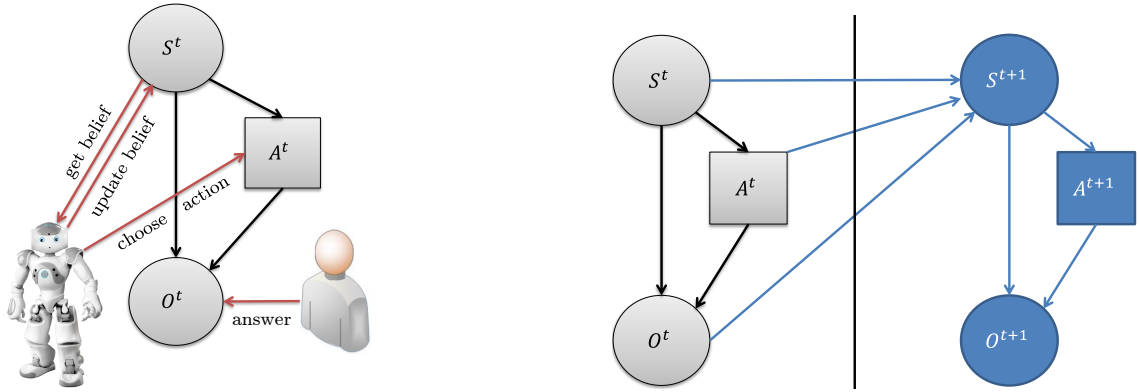 S^t
get belief
update belief
A^t
choose action
O^t
answer
S^t
A^t
O^t
S^{t+1}
A^{t+1}
O^{t+1}